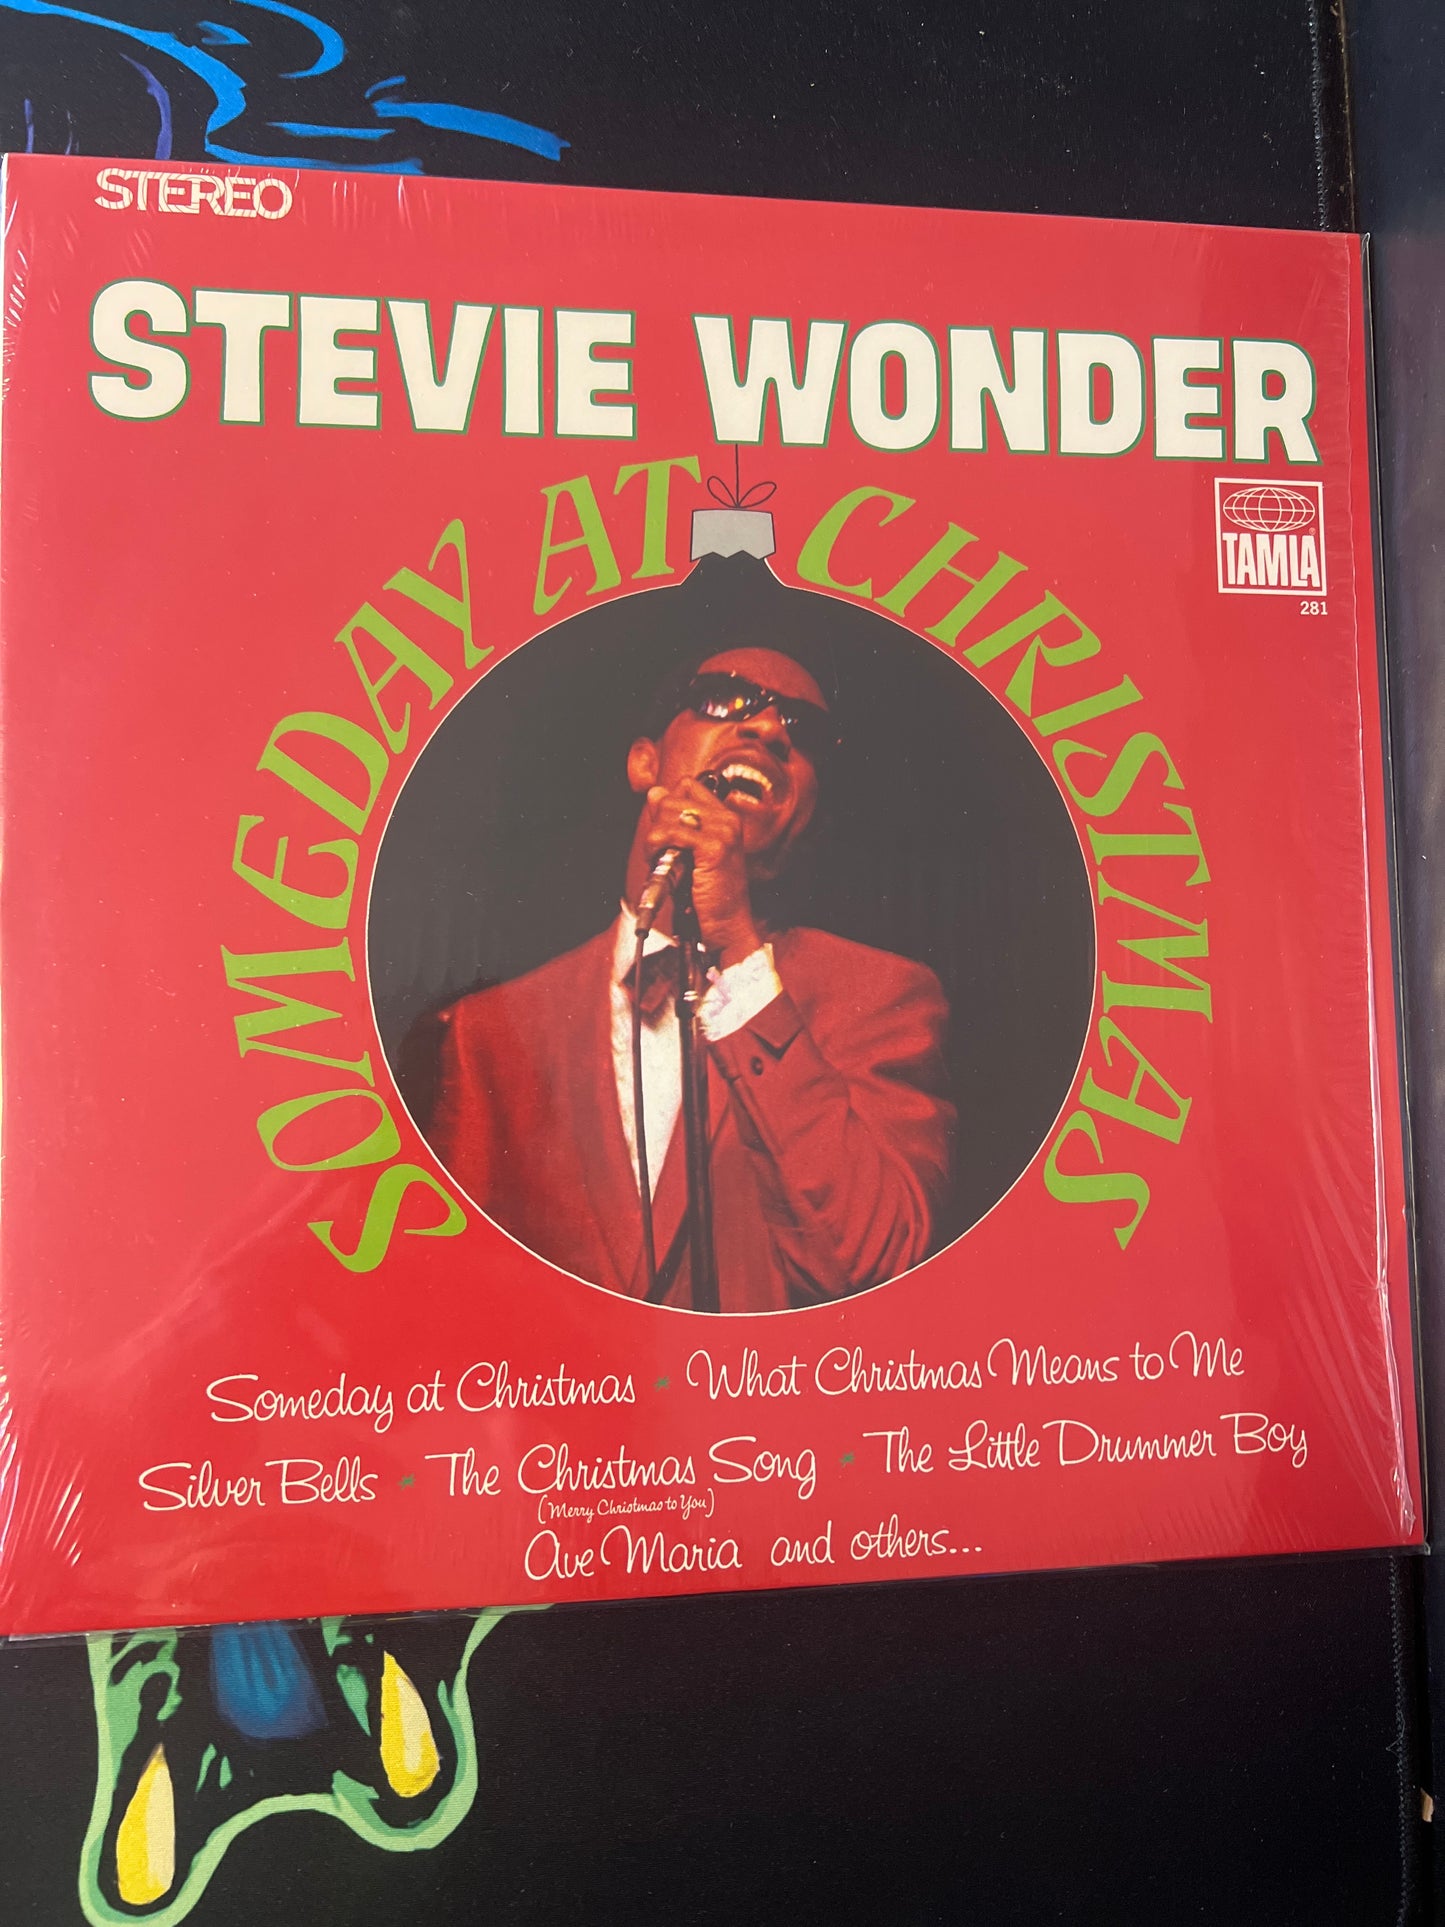 STEREO
STEVIE WONDER
SOMEDAY AT CHRISTMAS
TAMLA®
281
Someday at Christmas * What Christmas Means to Me
Silver Bells * The Christmas Song * The Little Drummer Boy
(Merry Christmas to You)
Ave Maria and others...